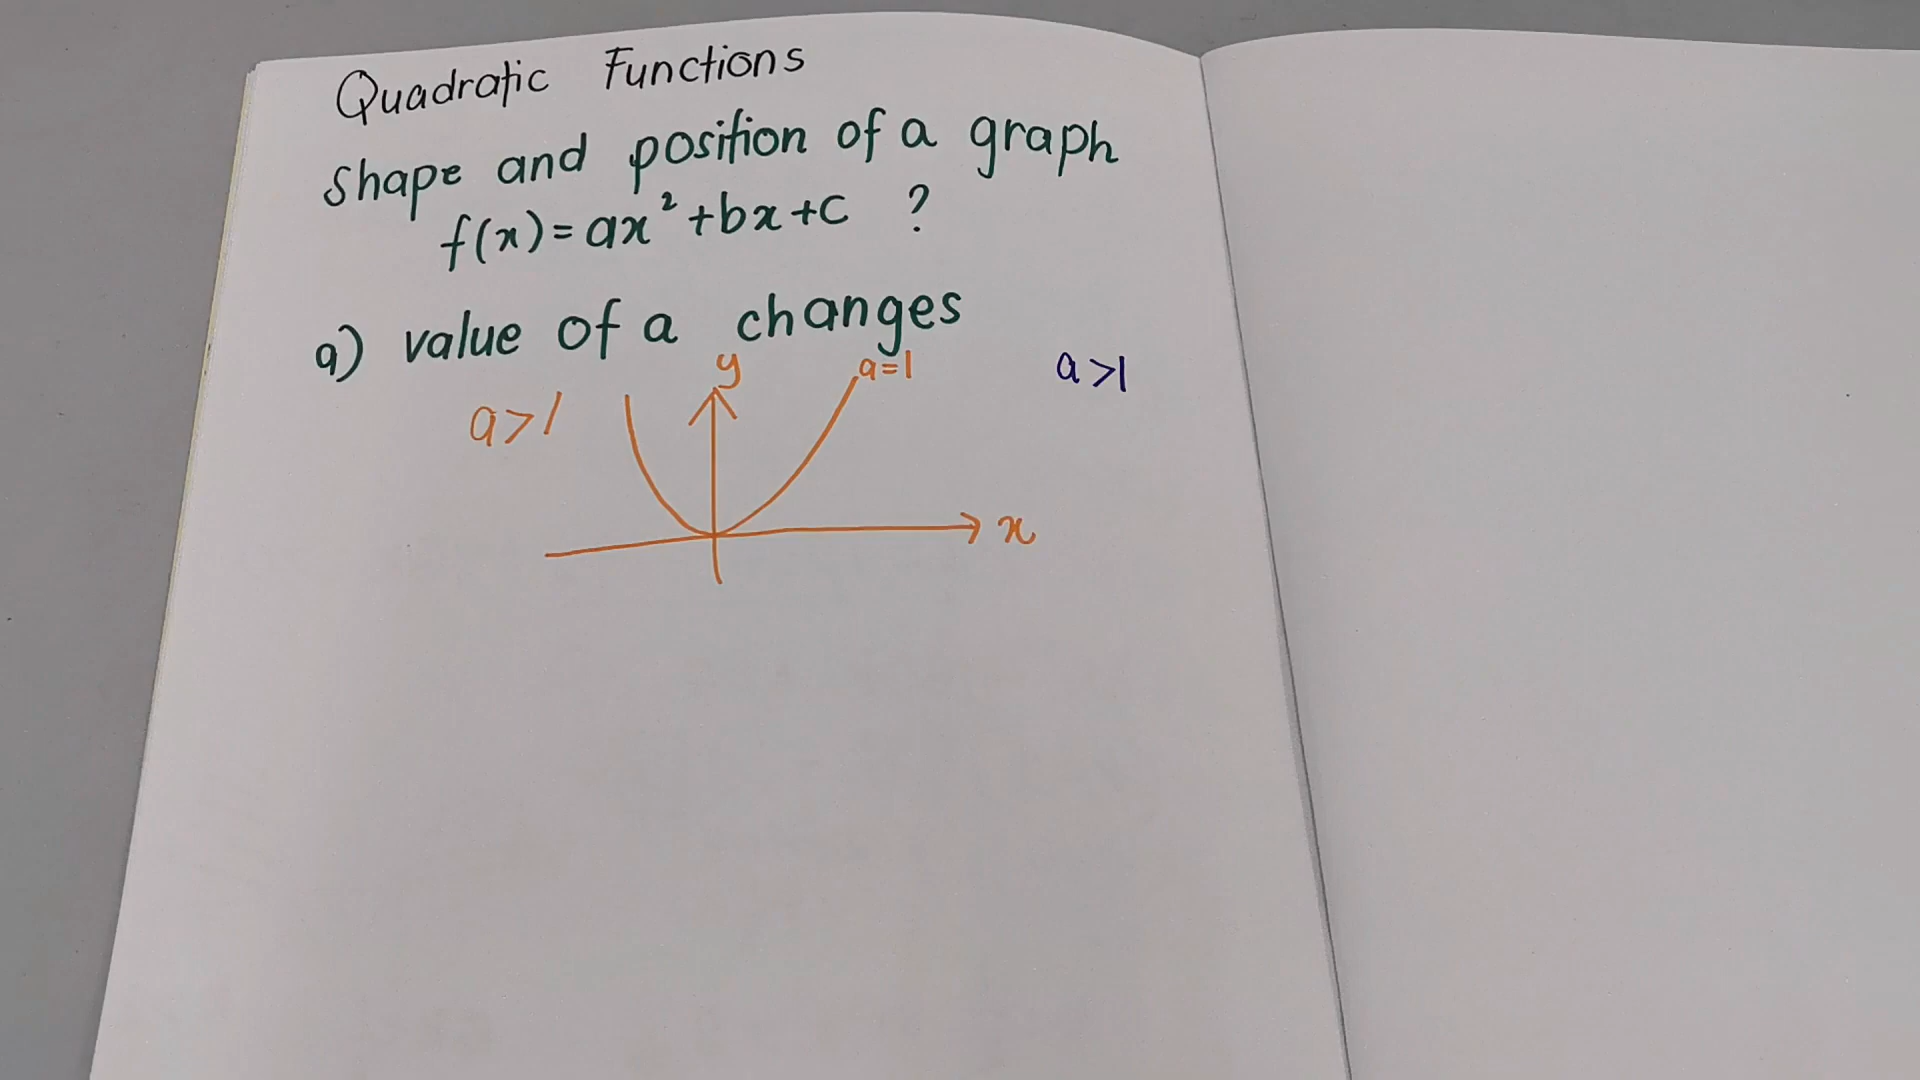 Quadratic Functions
shape and position of a graph
f(x) = ax² + bx + c ?
a) value of a changes
y
a=1
a>1
a>1
x